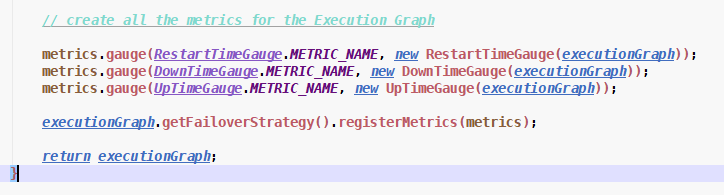 // create all the metrics for the Execution Graph
metrics.gauge(RestartTimeGauge.METRIC_NAME, new RestartTimeGauge(executionGraph));
metrics.gauge(DownTimeGauge.METRIC_NAME, new DownTimeGauge(executionGraph));
metrics.gauge(UpTimeGauge.METRIC_NAME, new UpTimeGauge(executionGraph));
executionGraph.getFailoverStrategy().registerMetrics(metrics);
return executionGraph;
}